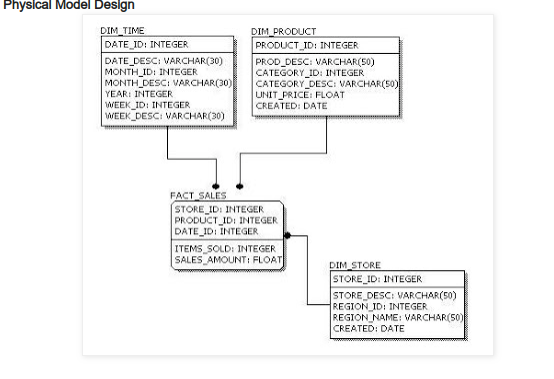 Physical Model Design
DIM_TIME
DATE_ID: INTEGER
DATE_DESC: VARCHAR(30)
MONTH_ID: INTEGER
MONTH_DESC: VARCHAR(30)
YEAR: INTEGER
WEEK_ID: INTEGER
WEEK_DESC: VARCHAR(30)
DIM_PRODUCT
PRODUCT_ID: INTEGER
PROD_DESC: VARCHAR(50)
CATEGORY_ID: INTEGER
CATEGORY_DESC: VARCHAR(50)
UNIT_PRICE: FLOAT
CREATED: DATE
FACT_SALES
STORE_ID: INTEGER
PRODUCT_ID: INTEGER
DATE_ID: INTEGER
ITEMS_SOLD: INTEGER
SALES_AMOUNT: FLOAT
DIM_STORE
STORE_ID: INTEGER
STORE_DESC: VARCHAR(50)
REGION_ID: INTEGER
REGION_NAME: VARCHAR(50)
CREATED: DATE